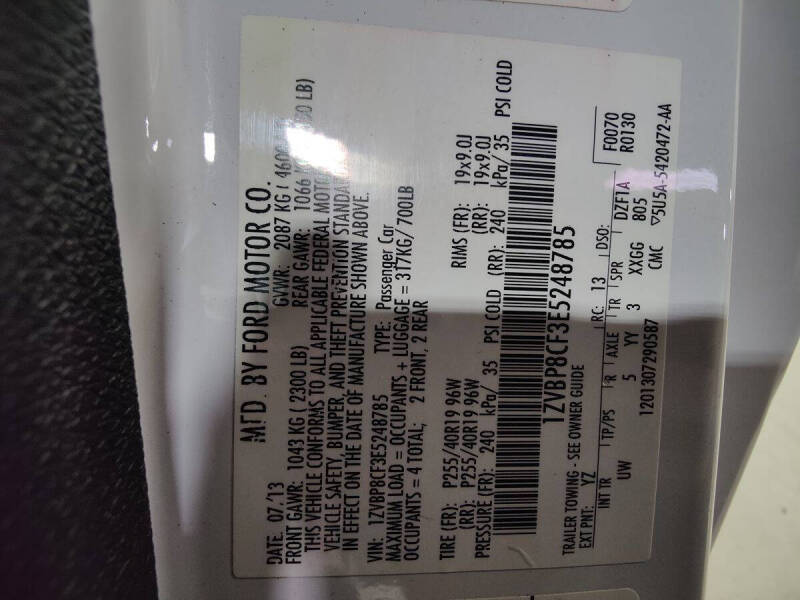 MFD. BY FORD MOTOR CO.
DATE: 07/13 GVWR: 2087 KG ( 4600
FRONT GAWR: 1043 KG ( 2300 LB) REAR GAWR: 1066 LB)
THIS VEHICLE CONFORMS TO ALL APPLICABLE FEDERAL MOTOR
VEHICLE SAFETY, BUMPER, AND THEFT PREVENTION STANDARDS
IN EFFECT ON THE DATE OF MANUFACTURE SHOWN ABOVE.
VIN: 1ZVBP8CF3E5248785 TYPE: Passenger Car
MAXIMUM LOAD = OCCUPANTS + LUGGAGE = 317KG/ 700LB
OCCUPANTS = 4 TOTAL; 2 FRONT, 2 REAR
TIRE (FR): P255/40R19 96W RIMS (FR): 19x9.0J
(RR): P255/40R19 96W (RR): 19x9.0J
PRESSURE (FR): 240 kPa/ 35 PSI COLD (RR): 240 kPa/ 35 PSI COLD
1ZVBP8CF3E5248785
TRAILER TOWING - SEE OWNER GUIDE
EXT PNT: YZ RC: 13 DSO: F0070
R0130
INT TR TP/PS R AXLE TR SPR DZF1A
UW 5 YY 3 XXGG 805
1201307290587 CMC ▽5U5A-5420472-AA